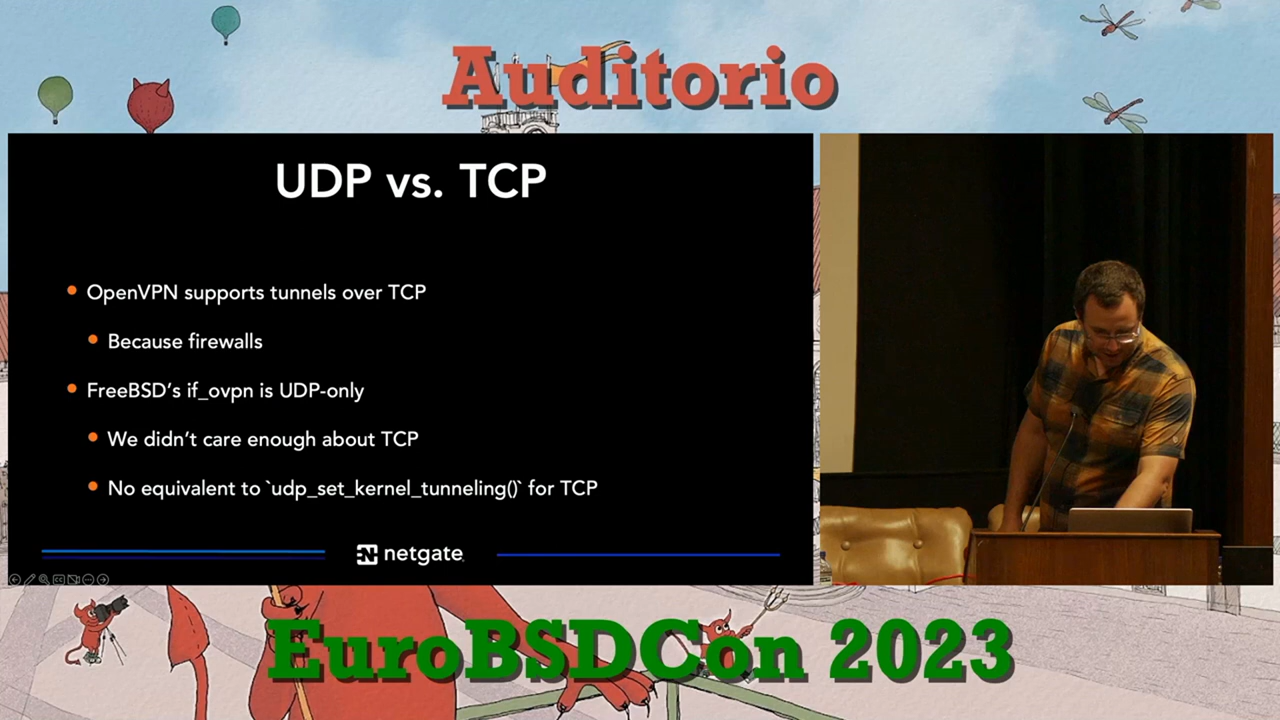 Auditorio
UDP vs. TCP
OpenVPN supports tunnels over TCP
Because firewalls
FreeBSD's if_ovpn is UDP-only
We didn't care enough about TCP
No equivalent to `udp_set_kernel_tunneling()` for TCP
netgate
EuroBSDCon 2023